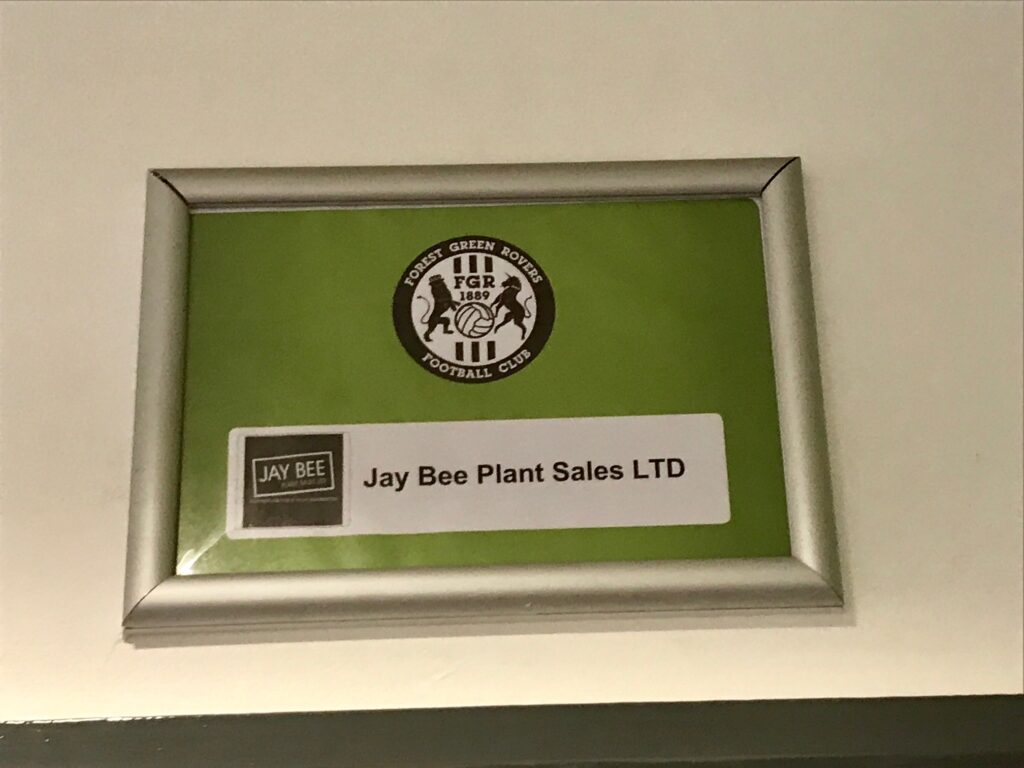 FOREST GREEN ROVERS
FGR
1889
FOOTBALL CLUB
JAY BEE
Jay Bee Plant Sales LTD